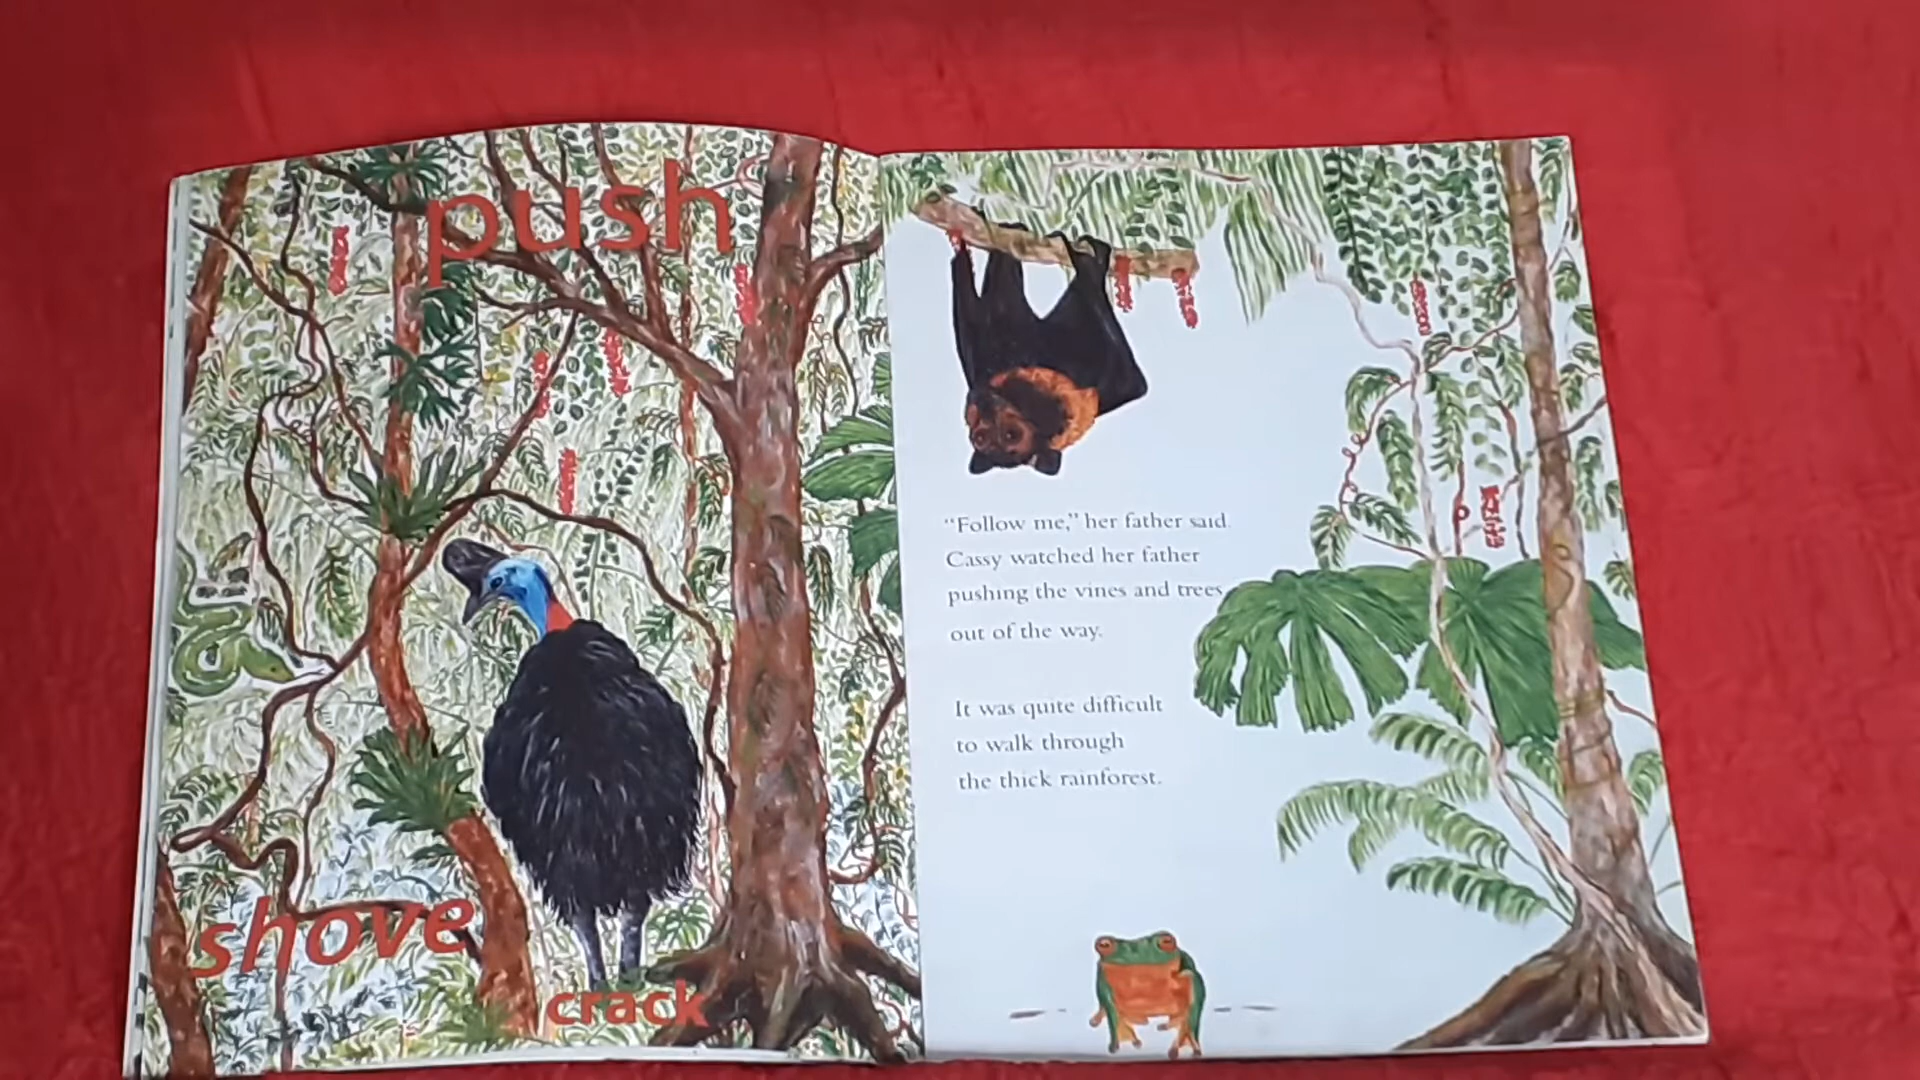 push
shove
crack
“Follow me,” her father said.
Cassy watched her father
pushing the vines and trees
out of the way.
It was quite difficult
to walk through
the thick rainforest.